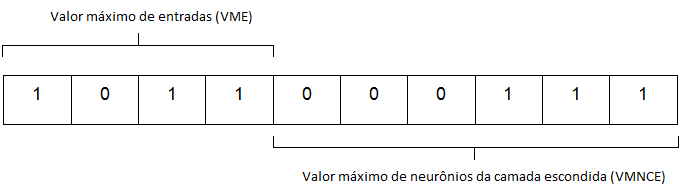 Valor máximo de entradas (VME)
1 0 1 1 0 0 0 1 1 1
Valor máximo de neurônios da camada escondida (VMNCE)